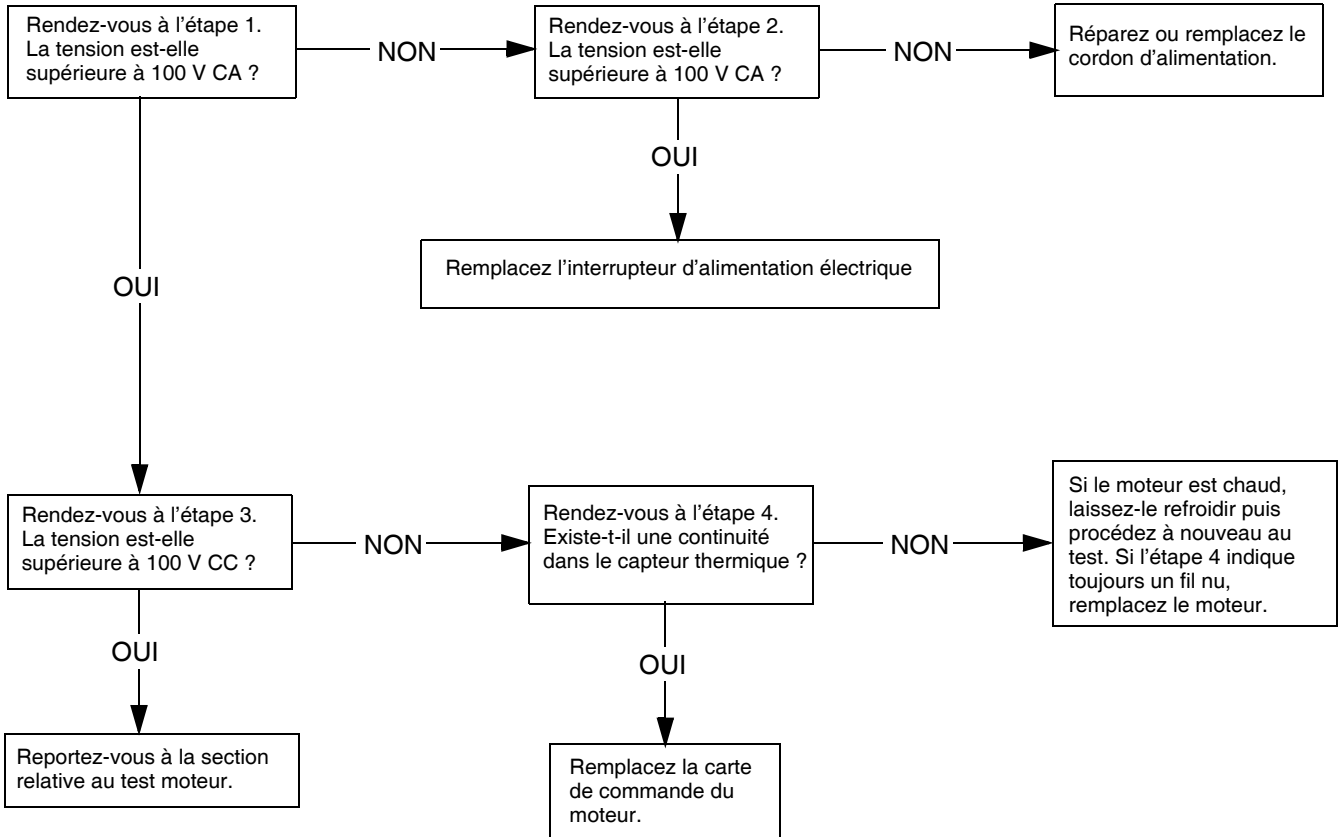 Rendez-vous à l'étape 1.
La tension est-elle
supérieure à 100 V CA ?
NON
Rendez-vous à l'étape 2.
La tension est-elle
supérieure à 100 V CA ?
NON
Réparez ou remplacez le
cordon d'alimentation.
OUI
Remplacez l'interrupteur d'alimentation électrique
OUI
Rendez-vous à l'étape 3.
La tension est-elle
supérieure à 100 V CC ?
NON
Rendez-vous à l'étape 4.
Existe-t-il une continuité
dans le capteur thermique ?
NON
Si le moteur est chaud,
laissez-le refroidir puis
procédez à nouveau au
test. Si l'étape 4 indique
toujours un fil nu,
remplacez le moteur.
OUI
Reportez-vous à la section
relative au test moteur.
OUI
Remplacez la carte
de commande du
moteur.